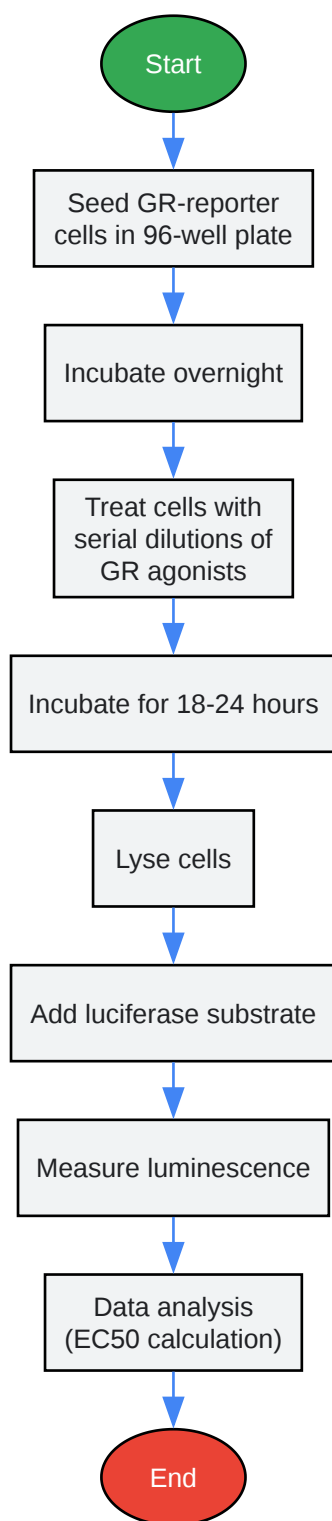 Start
Seed GR-reporter
cells in 96-well plate
Incubate overnight
Treat cells with
serial dilutions of
GR agonists
Incubate for 18-24 hours
Lyse cells
Add luciferase substrate
Measure luminescence
Data analysis
(EC50 calculation)
End